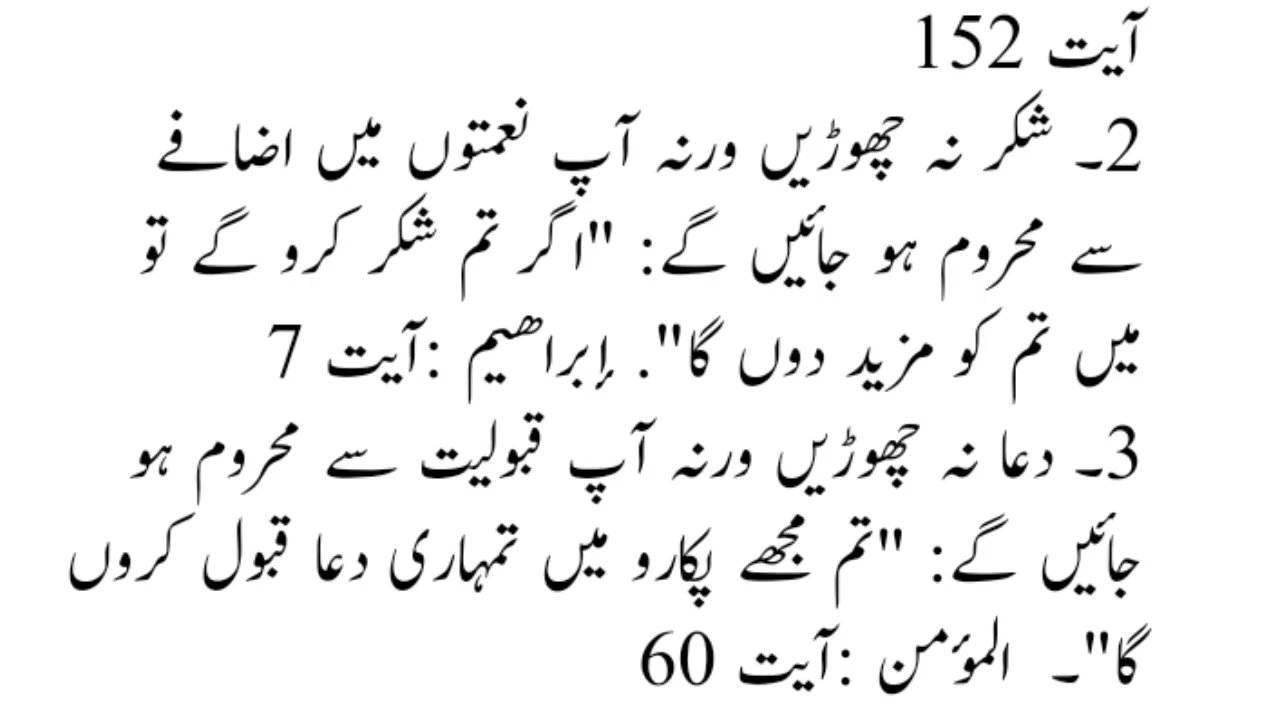 آیت 152
2۔ شکر نہ چھوڑیں ورنہ آپ نعمتوں میں اضافے
سے محروم ہو جائیں گے: "اگر تم شکر کرو گے تو
میں تم کو مزید دوں گا". إبراھیم :آیت 7
3۔ دعا نہ چھوڑیں ورنہ آپ قبولیت سے محروم ہو
جائیں گے: "تم مجھے پکارو میں تمہاری دعا قبول کروں
گا"۔ المؤمن :آیت 60